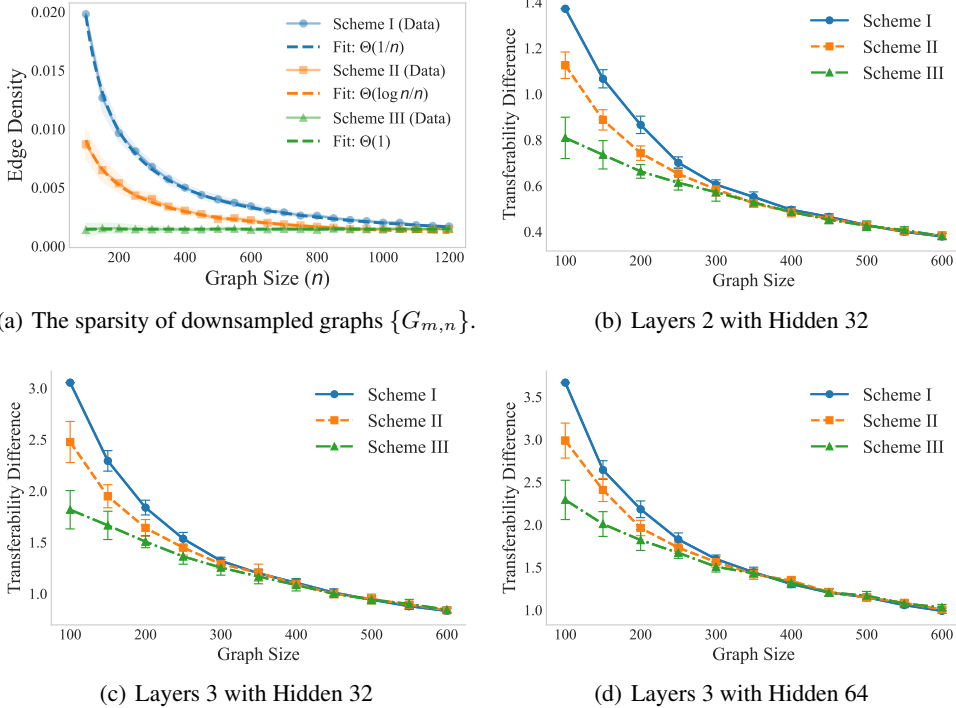 0.020
0.015
0.010
0.005
0.000
Edge Density
200 400 600 800 1000 1200
Graph Size (n)
Scheme I (Data)
Fit: Θ(1/n)
Scheme II (Data)
Fit: Θ(log n/n)
Scheme III (Data)
Fit: Θ(1)
(a) The sparsity of downsampled graphs {G_{m,n}}.
1.4
1.2
1.0
0.8
0.6
0.4
Transferability Difference
100 200 300 400 500 600
Graph Size
Scheme I
Scheme II
Scheme III
(b) Layers 2 with Hidden 32
3.0
2.5
2.0
1.5
1.0
Transferability Difference
100 200 300 400 500 600
Graph Size
Scheme I
Scheme II
Scheme III
(c) Layers 3 with Hidden 32
3.5
3.0
2.5
2.0
1.5
1.0
Transferability Difference
100 200 300 400 500 600
Graph Size
Scheme I
Scheme II
Scheme III
(d) Layers 3 with Hidden 64